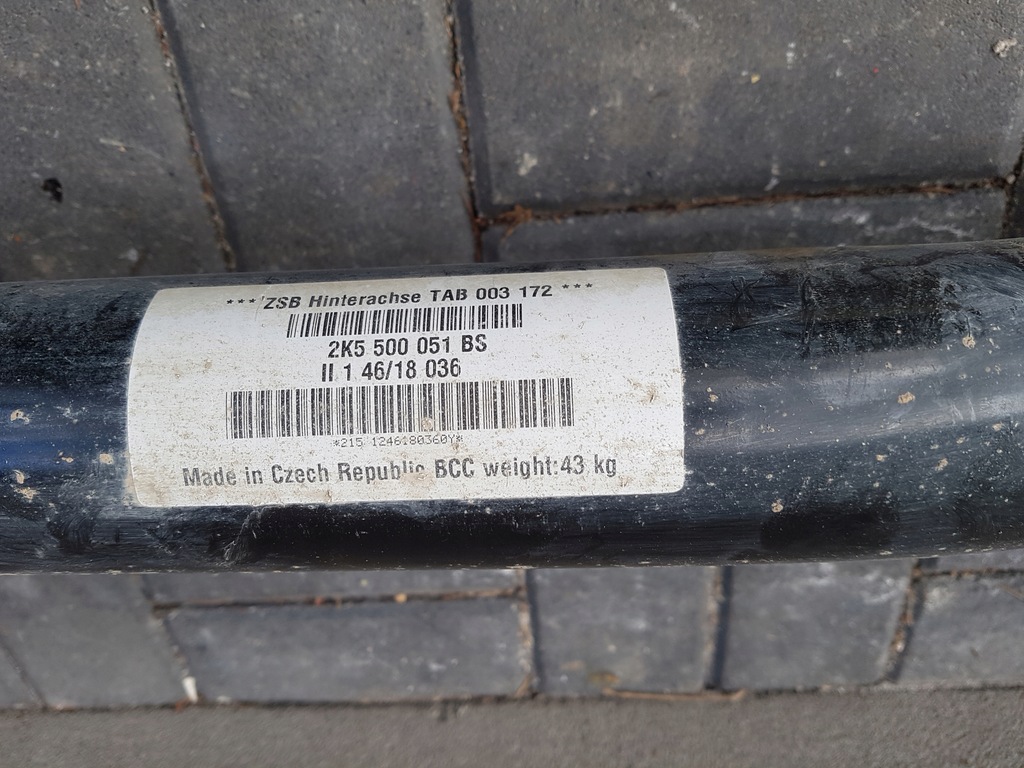 *** ZSB Hinterachse TAB 003 172 ***
2K5 500 051 BS
II 1 46/18 036
*215 1246180360Y*
Made in Czech Republic BCC weight:43 kg